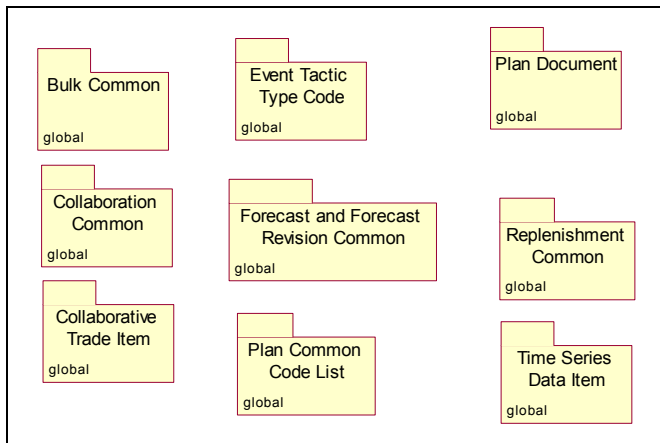 Bulk Common
global
Event Tactic
Type Code
global
Plan Document
global
Collaboration
Common
global
Forecast and Forecast
Revision Common
global
Replenishment
Common
global
Collaborative
Trade Item
global
Plan Common
Code List
global
Time Series
Data Item
global